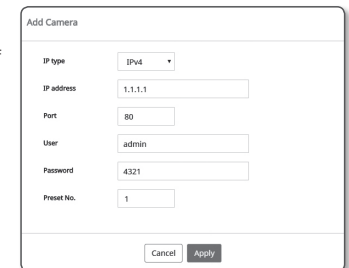 Add Camera
:
IP type IPv4
IP address 1.1.1.1
Port 80
User admin
Password 4321
Preset No. 1
Cancel Apply